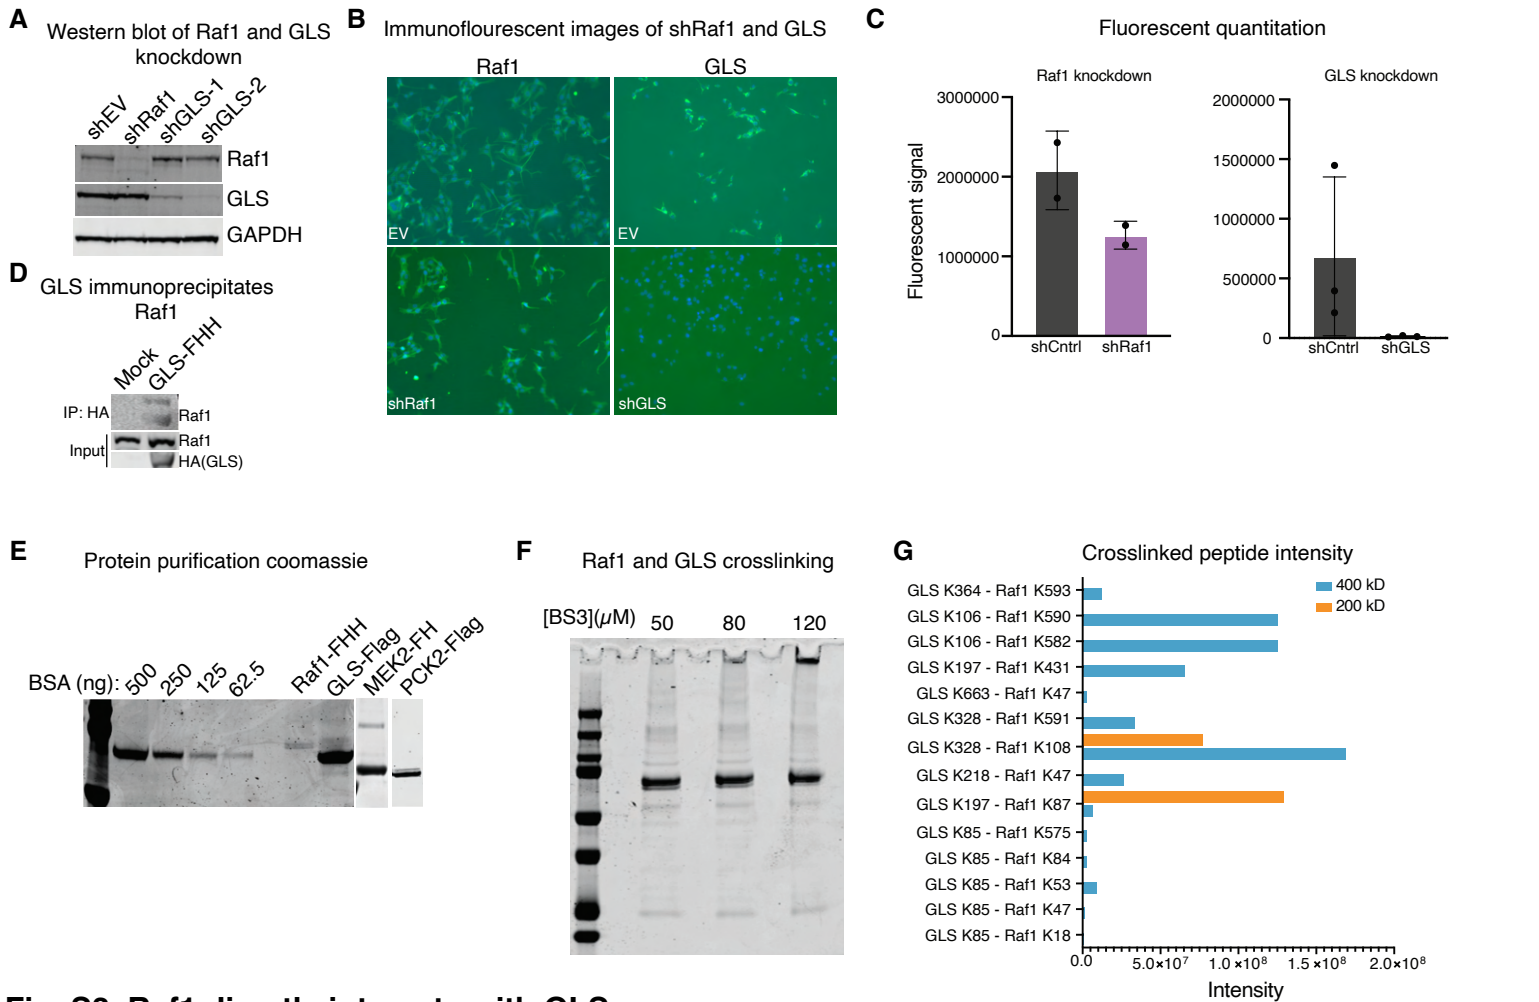 A
Western blot of Raf1 and GLS
knockdown
shEV
shRaf1
shGLS-1
shGLS-2
Raf1
GLS
GAPDH
B
Immunoflourescent images of shRaf1 and GLS
Raf1
GLS
EV
EV
shRaf1
shGLS
C
Fluorescent quantitation
Raf1 knockdown
Fluorescent signal
3000000
2000000
1000000
0
shCntrl
shRaf1
GLS knockdown
2000000
1500000
1000000
500000
0
shCntrl
shGLS
D
GLS immunoprecipitates
Raf1
Mock
GLS-FHH
IP: HA
Raf1
Input
Raf1
HA(GLS)
E
Protein purification coomassie
BSA (ng): 500 250 125 62.5
Raf1-FHH
GLS-Flag
MEK2-FH
PCK2-Flag
F
Raf1 and GLS crosslinking
[BS3](µM) 50 80 120
G
Crosslinked peptide intensity
400 kD
200 kD
GLS K364 - Raf1 K593
GLS K106 - Raf1 K590
GLS K106 - Raf1 K582
GLS K197 - Raf1 K431
GLS K663 - Raf1 K47
GLS K328 - Raf1 K591
GLS K328 - Raf1 K108
GLS K218 - Raf1 K47
GLS K197 - Raf1 K87
GLS K85 - Raf1 K575
GLS K85 - Raf1 K84
GLS K85 - Raf1 K53
GLS K85 - Raf1 K47
GLS K85 - Raf1 K18
0.0 5.0×10⁷ 1.0×10⁸ 1.5×10⁸ 2.0×10⁸
Intensity